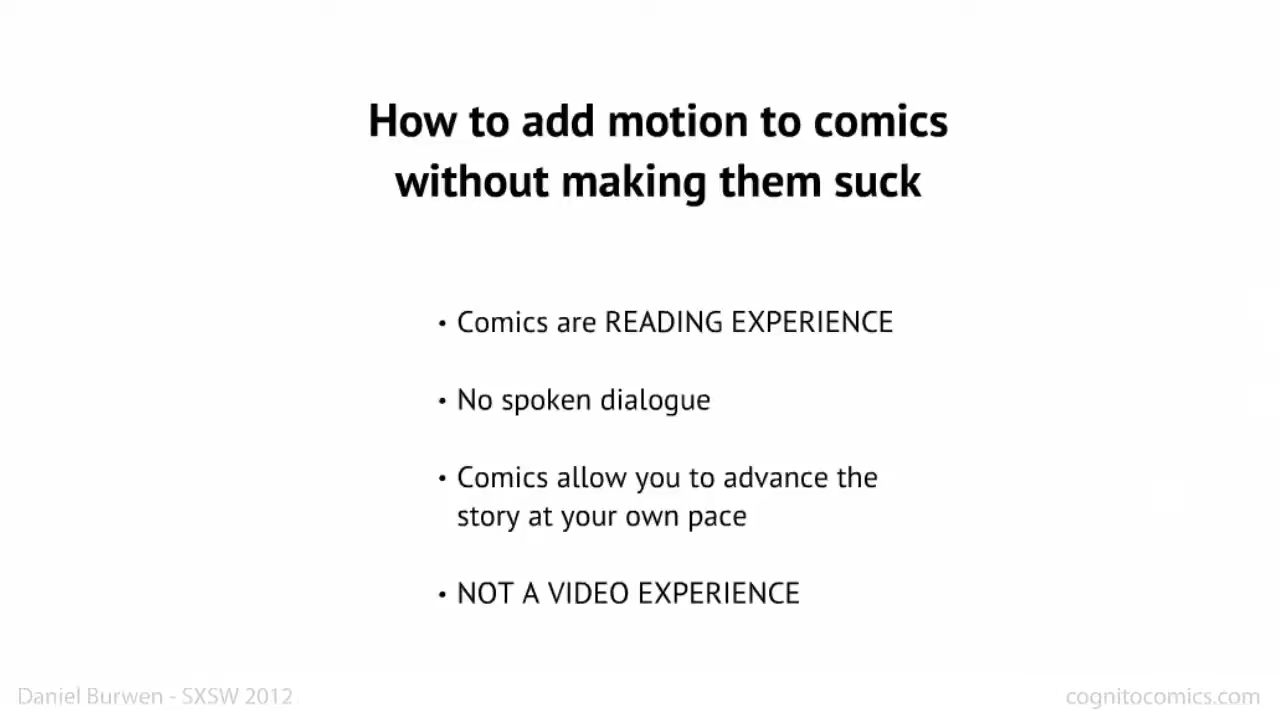 How to add motion to comics
without making them suck
• Comics are READING EXPERIENCE
• No spoken dialogue
• Comics allow you to advance the
story at your own pace
• NOT A VIDEO EXPERIENCE
Daniel Burwen - SXSW 2012
cognitocomics.com